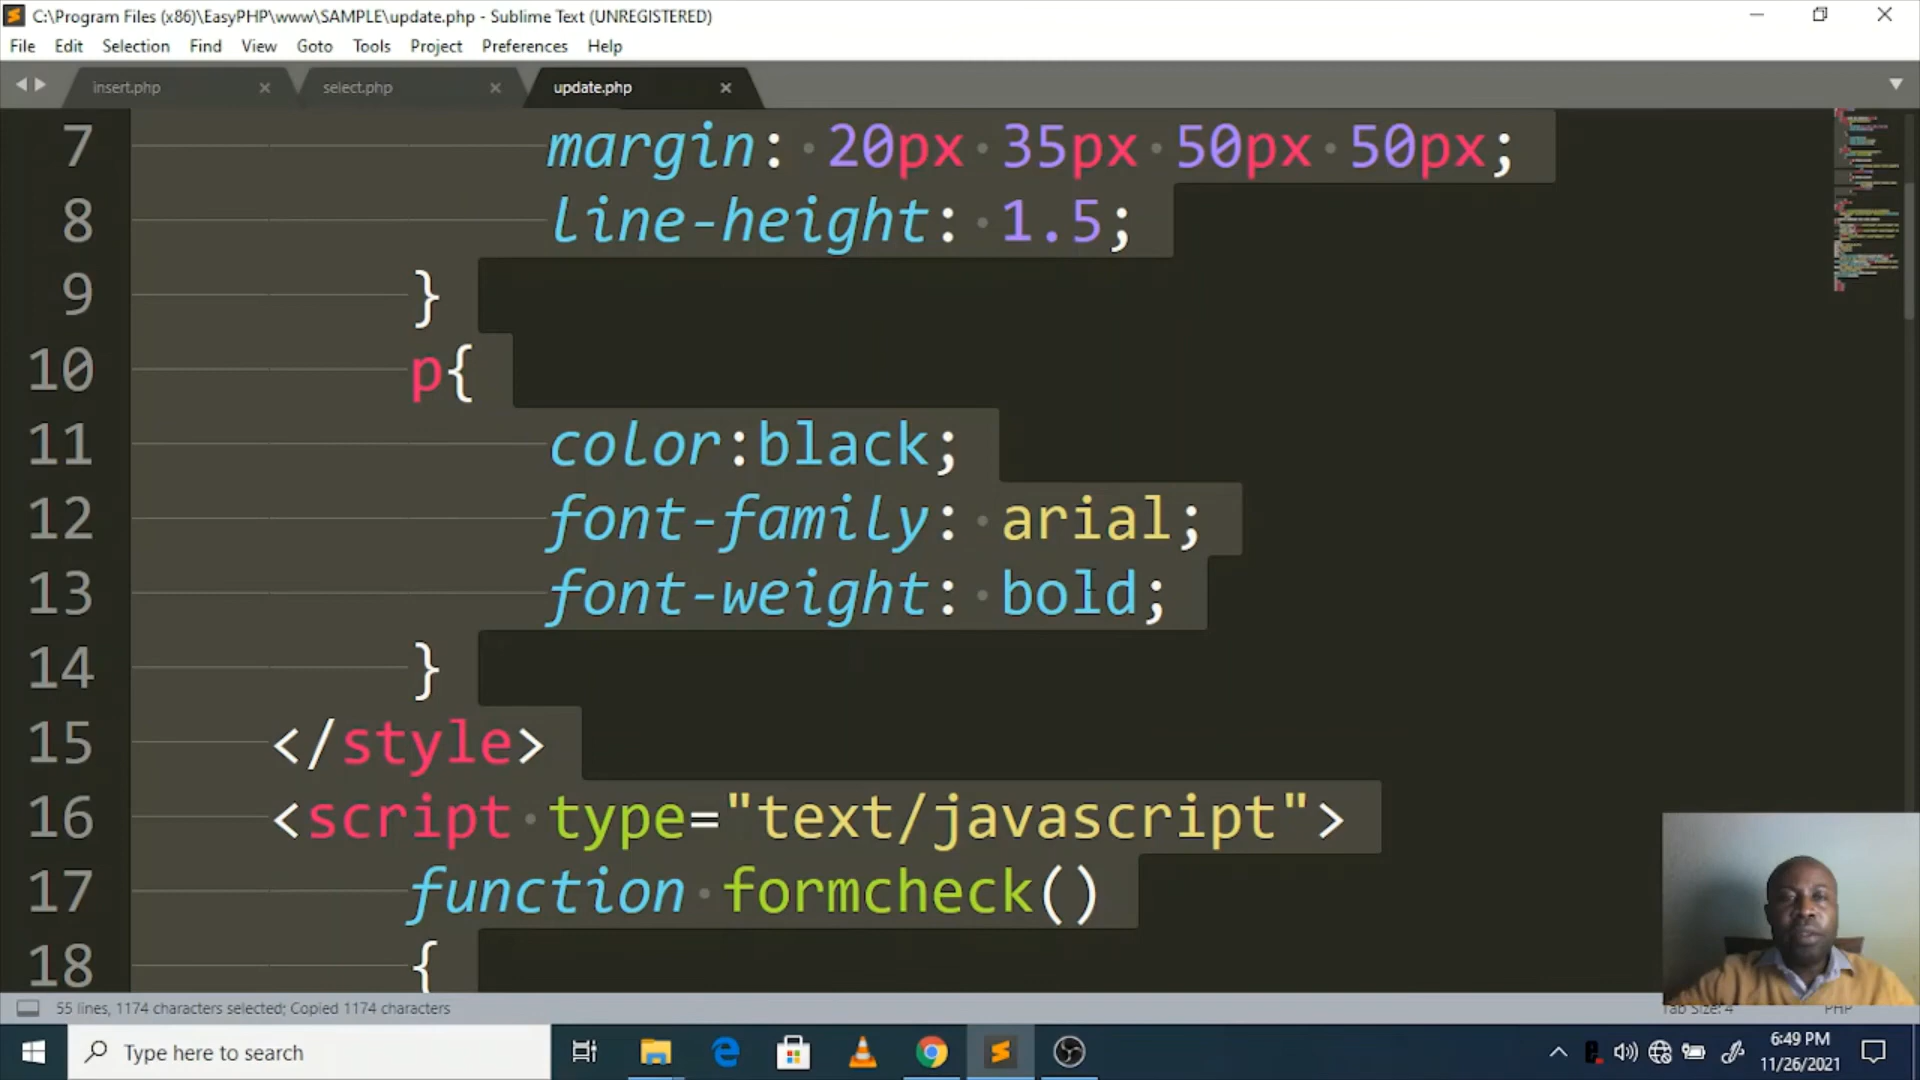 C:\Program Files (x86)\EasyPHP\www\SAMPLE\update.php - Sublime Text (UNREGISTERED)
File Edit Selection Find View Goto Tools Project Preferences Help
insert.php select.php update.php
7 margin: 20px 35px 50px 50px;
8 line-height: 1.5;
9 }
10 p{
11 color:black;
12 font-family: arial;
13 font-weight: bold;
14 }
15 </style>
16 <script type="text/javascript">
17 function formcheck()
18 {
55 lines, 1174 characters selected; Copied 1174 characters
Tab Size: 4 PHP
Type here to search
6:49 PM
11/26/2021